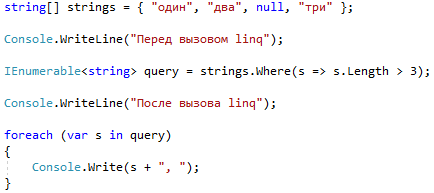 string[] strings = { "один", "два", null, "три" };
Console.WriteLine("Перед вызовом linq");
IEnumerable<string> query = strings.Where(s => s.Length > 3);
Console.WriteLine("После вызова linq");
foreach (var s in query)
{
Console.Write(s + ", ");
}